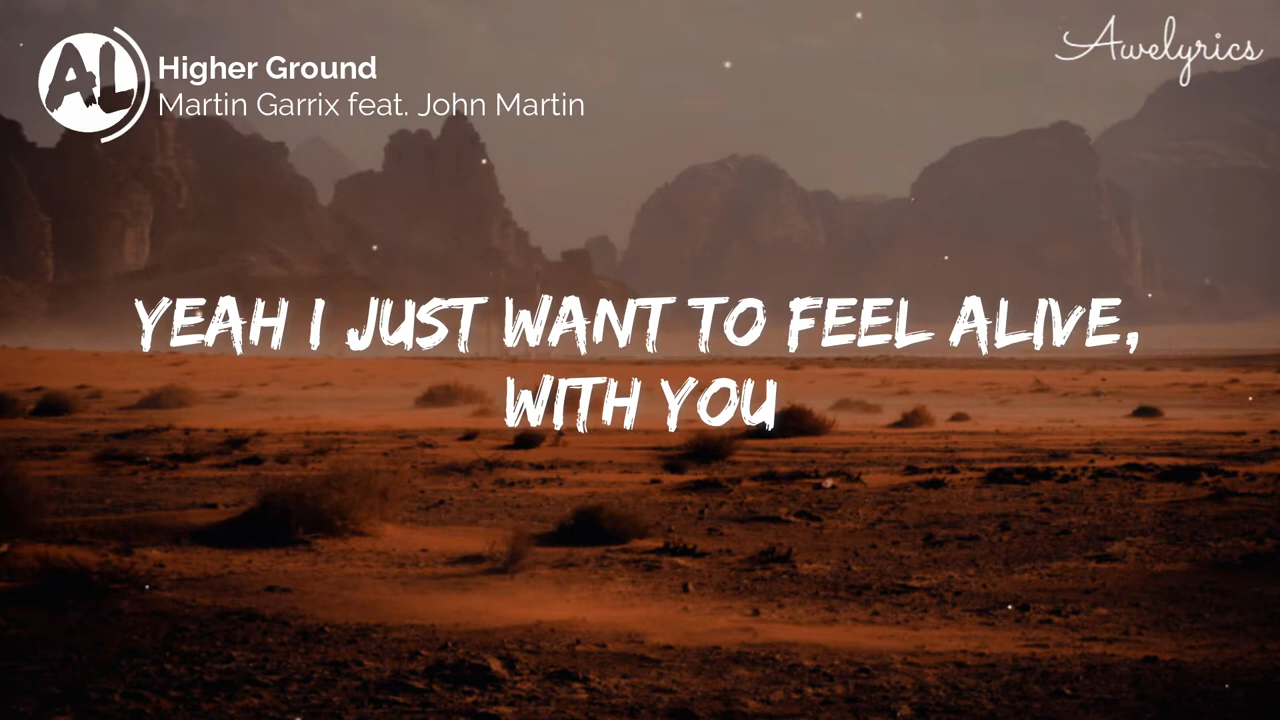 AL
Higher Ground
Martin Garrix feat. John Martin
Awelyrics
YEAH I JUST WANT TO FEEL ALIVE,
WITH YOU